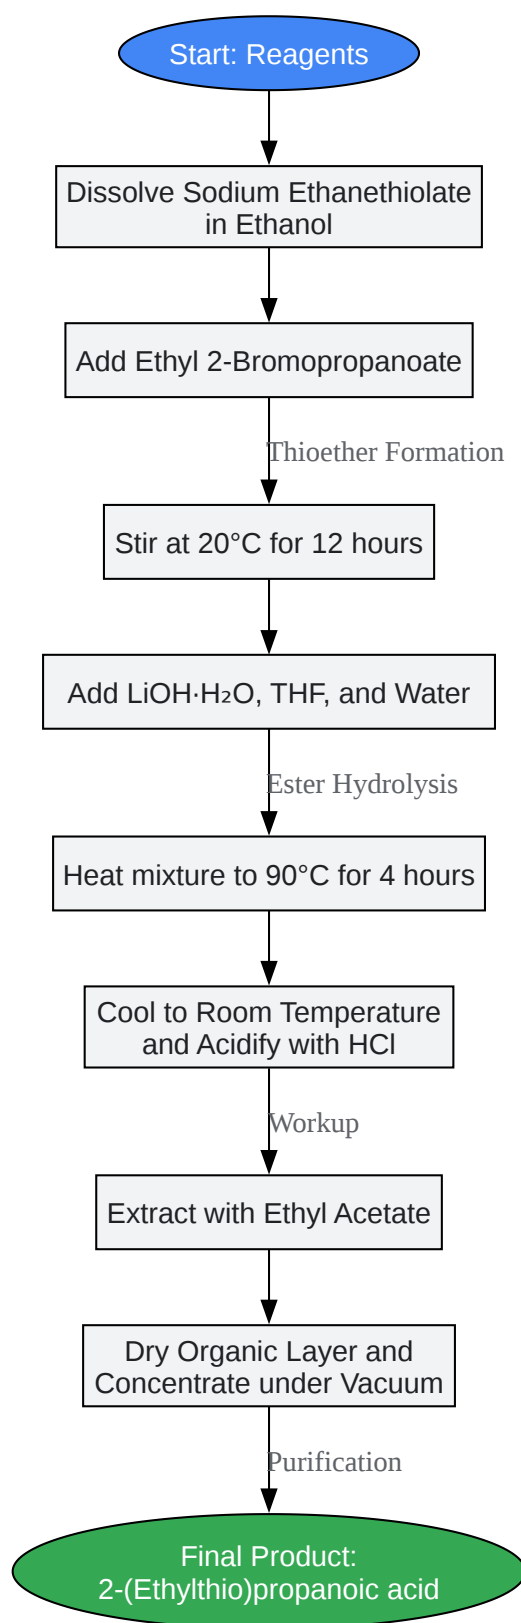 Start: Reagents
Dissolve Sodium Ethanethiolate
in Ethanol
Add Ethyl 2-Bromopropanoate
Thioether Formation
Stir at 20°C for 12 hours
Add LiOH·H₂O, THF, and Water
Ester Hydrolysis
Heat mixture to 90°C for 4 hours
Cool to Room Temperature
and Acidify with HCl
Workup
Extract with Ethyl Acetate
Dry Organic Layer and
Concentrate under Vacuum
Purification
Final Product:
2-(Ethylthio)propanoic acid